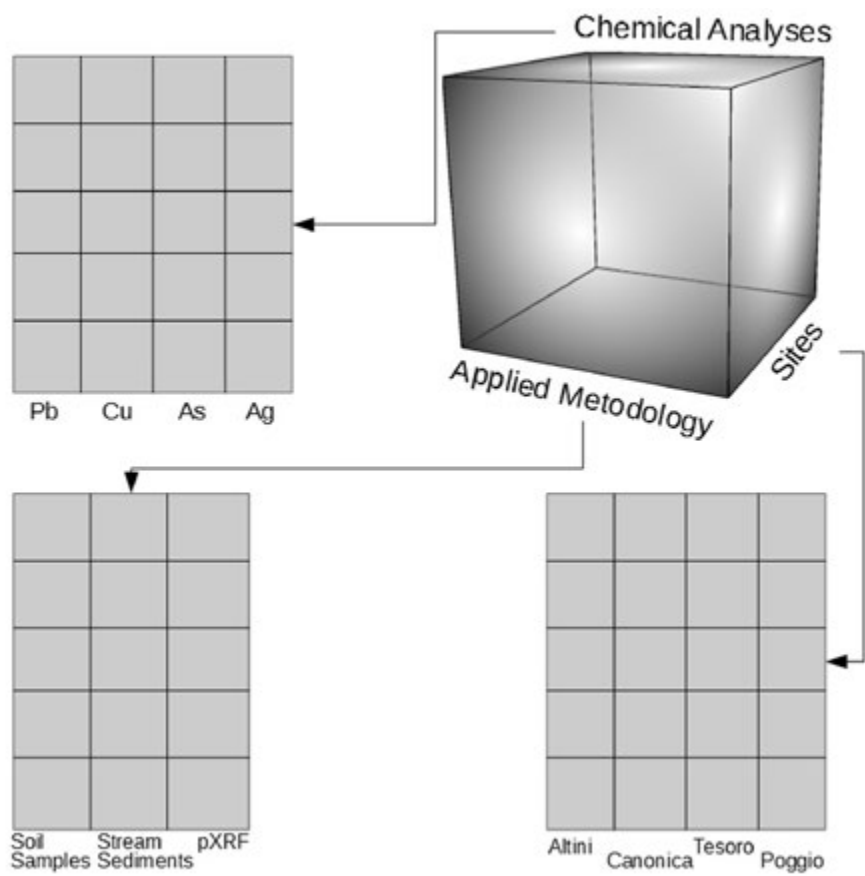 Chemical Analyses
Applied Metodology
Sites
Pb Cu As Ag
Soil Stream pXRF
Samples Sediments
Altini Tesoro
Canonica Poggio